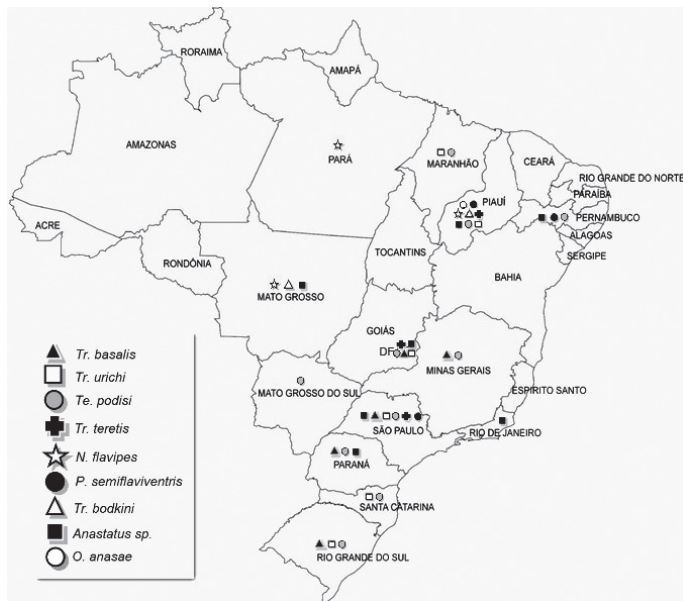 RORAIMA
AMAPÁ
AMAZONAS
PARÁ
MARANHÃO
CEARÁ
RIO GRANDE DO NORTE
PARAÍBA
PIAUÍ
PERNAMBUCO
ALAGOAS
SERGIPE
ACRE
RONDÔNIA
TOCANTINS
BAHIA
MATO GROSSO
GOIÁS
DF
MINAS GERAIS
MATO GROSSO DO SUL
ESPÍRITO SANTO
SÃO PAULO
RIO DE JANEIRO
PARANÁ
SANTA CATARINA
RIO GRANDE DO SUL
Tr. basalis
Tr. urichi
Te. podisi
Tr. teretis
N. flavipes
P. semiflaviventris
Tr. bodkini
Anastatus sp.
O. anasae